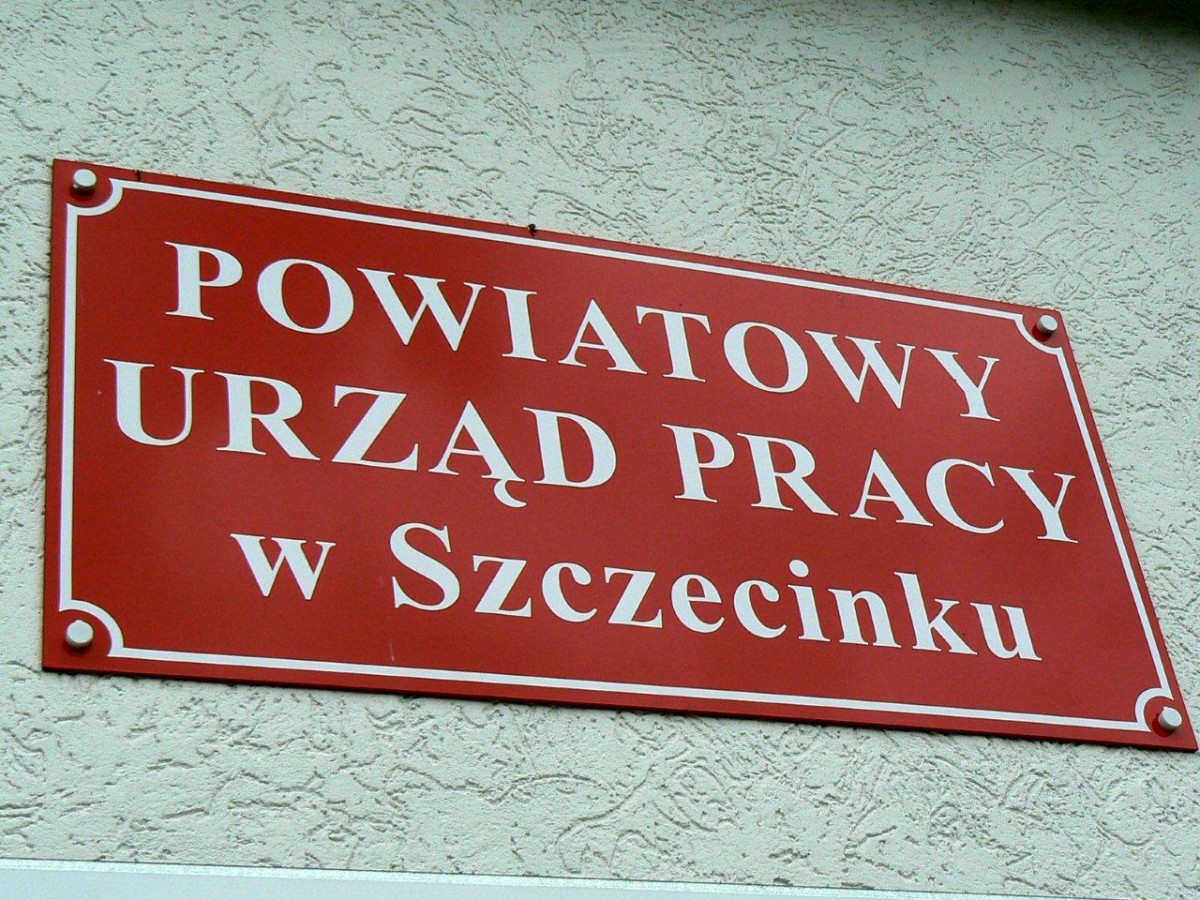 POWIATOWY
URZĄD PRACY
w Szczecinku